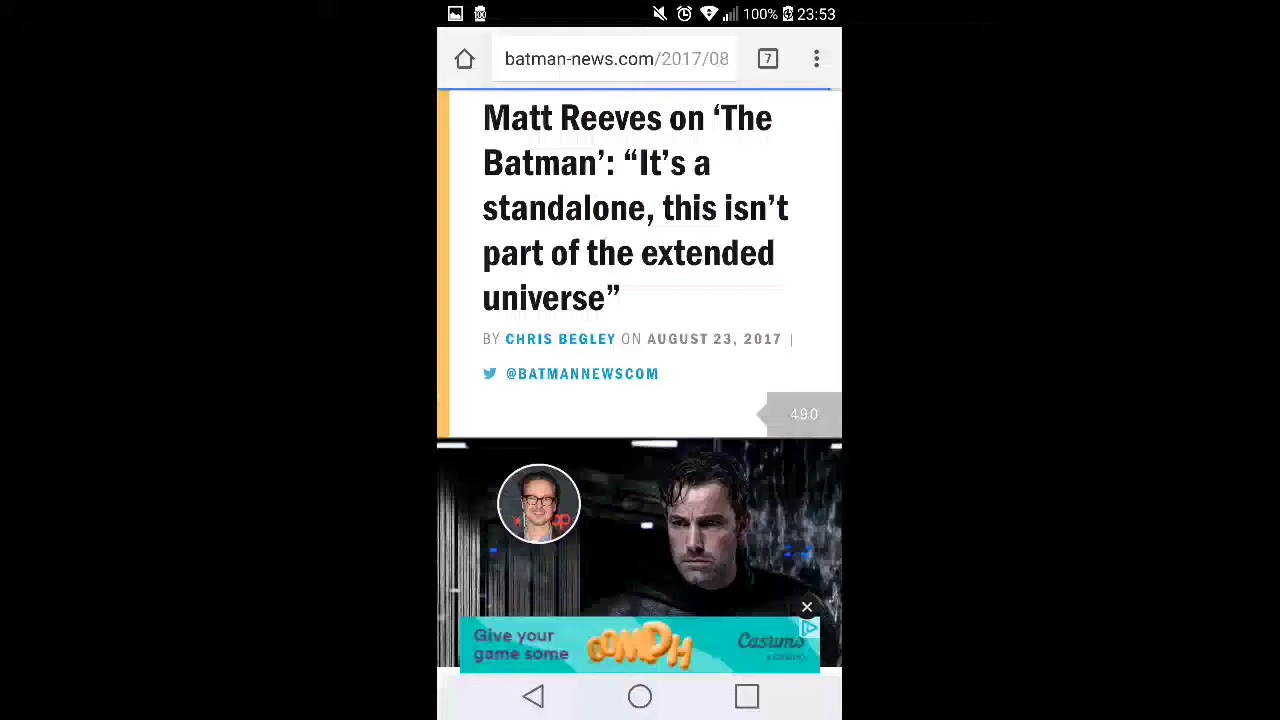 100% 23:53
batman-news.com/2017/08
7
Matt Reeves on ‘The
Batman’: “It’s a
standalone, this isn’t
part of the extended
universe”
BY CHRIS BEGLEY ON AUGUST 23, 2017 |
@BATMANNEWSCOM
490
Give your
game some
OOMPH
Casumo